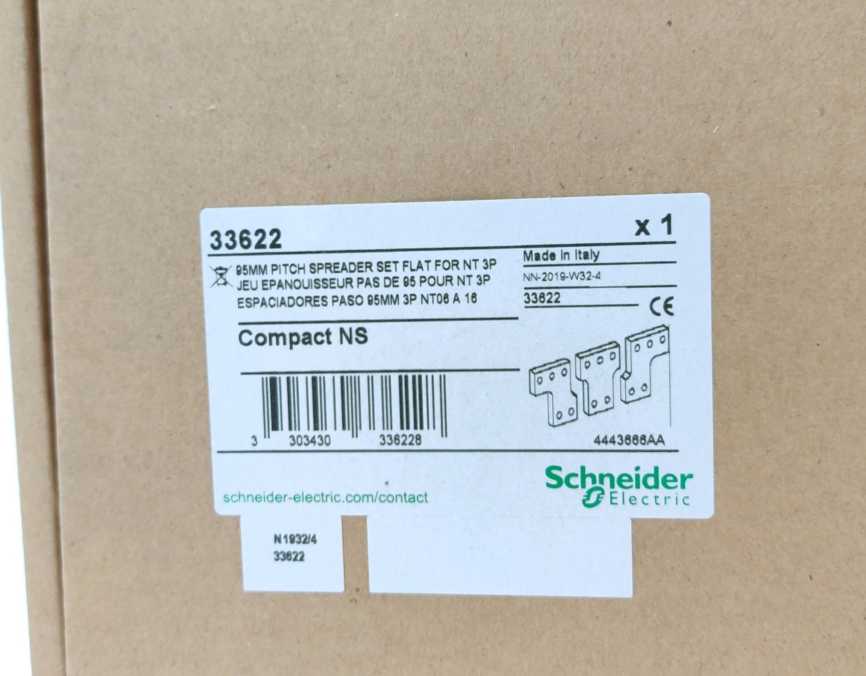 33622
x 1
95MM PITCH SPREADER SET FLAT FOR NT 3P
JEU EPANOUISSEUR PAS DE 95 POUR NT 3P
ESPACIADORES PASO 95MM 3P NT06 A 16
Made in Italy
NN-2019-W32-4
33622
CE
Compact NS
3 303430 336228
4443666AA
schneider-electric.com/contact
Schneider
Electric
N1932/4
33622